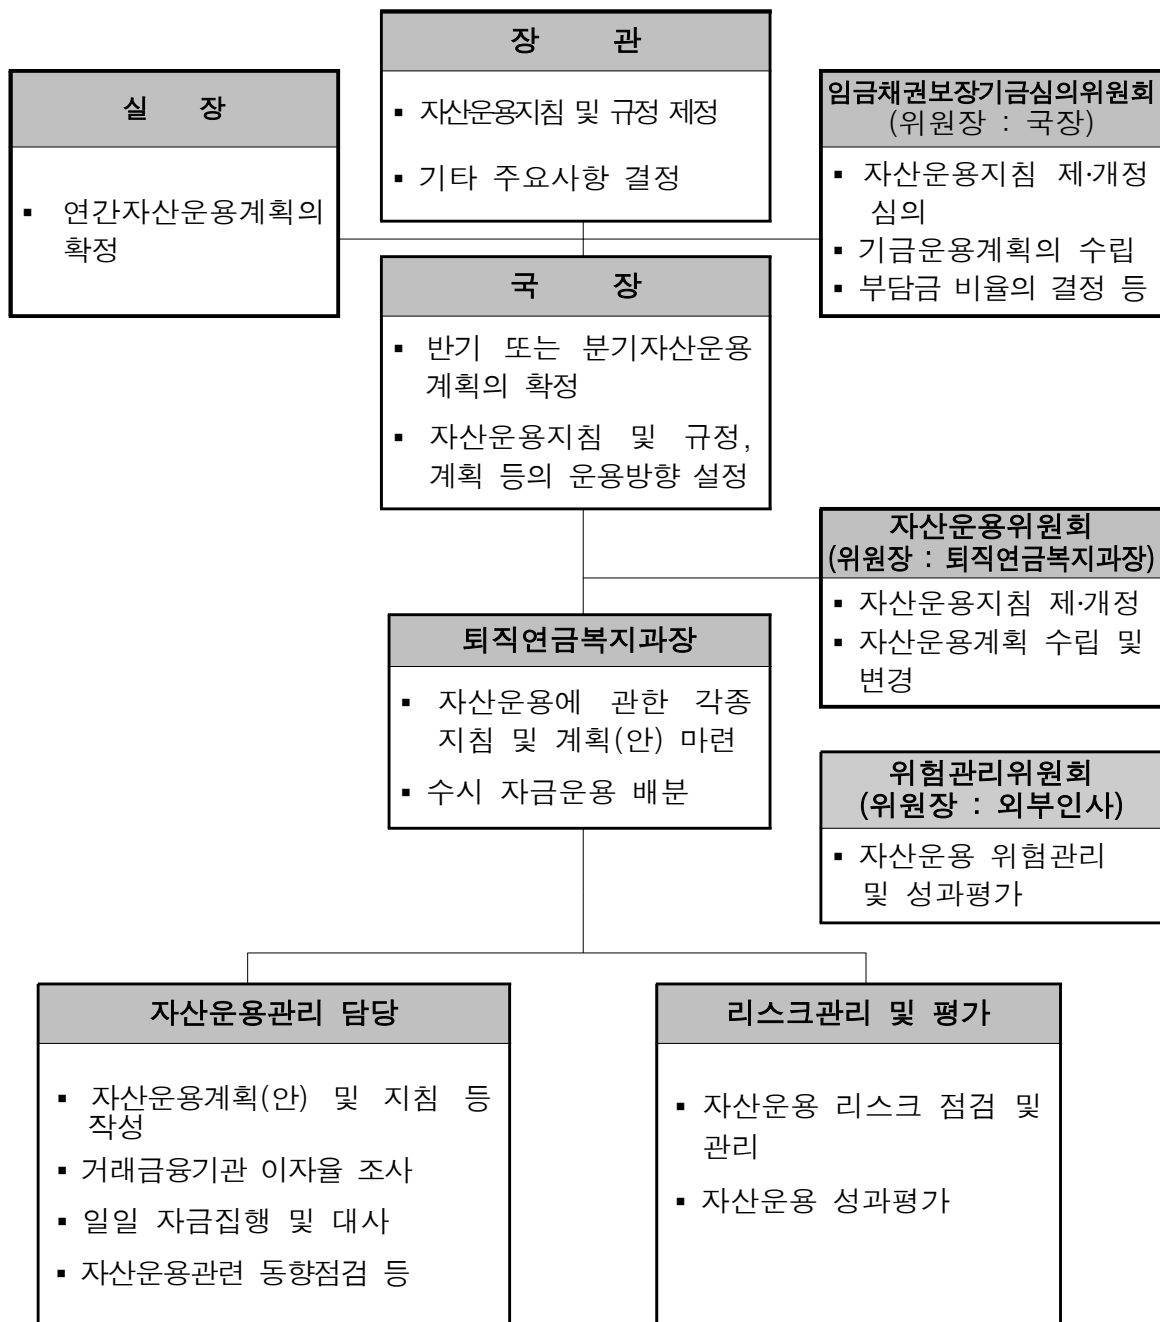 장 관
▪ 자산운용지침 및 규정 제정
▪ 기타 주요사항 결정
실 장
▪ 연간자산운용계획의
확정
임금채권보장기금심의위원회
(위원장 : 국장)
▪ 자산운용지침 제·개정
심의
▪ 기금운용계획의 수립
▪ 부담금 비율의 결정 등
국 장
▪ 반기 또는 분기자산운용
계획의 확정
▪ 자산운용지침 및 규정,
계획 등의 운용방향 설정
자산운용위원회
(위원장 : 퇴직연금복지과장)
▪ 자산운용지침 제·개정
▪ 자산운용계획 수립 및
변경
퇴직연금복지과장
▪ 자산운용에 관한 각종
지침 및 계획(안) 마련
▪ 수시 자금운용 배분
위험관리위원회
(위원장 : 외부인사)
▪ 자산운용 위험관리
및 성과평가
자산운용관리 담당
▪ 자산운용계획(안) 및 지침 등
작성
▪ 거래금융기관 이자율 조사
▪ 일일 자금집행 및 대사
▪ 자산운용관련 동향점검 등
리스크관리 및 평가
▪ 자산운용 리스크 점검 및
관리
▪ 자산운용 성과평가